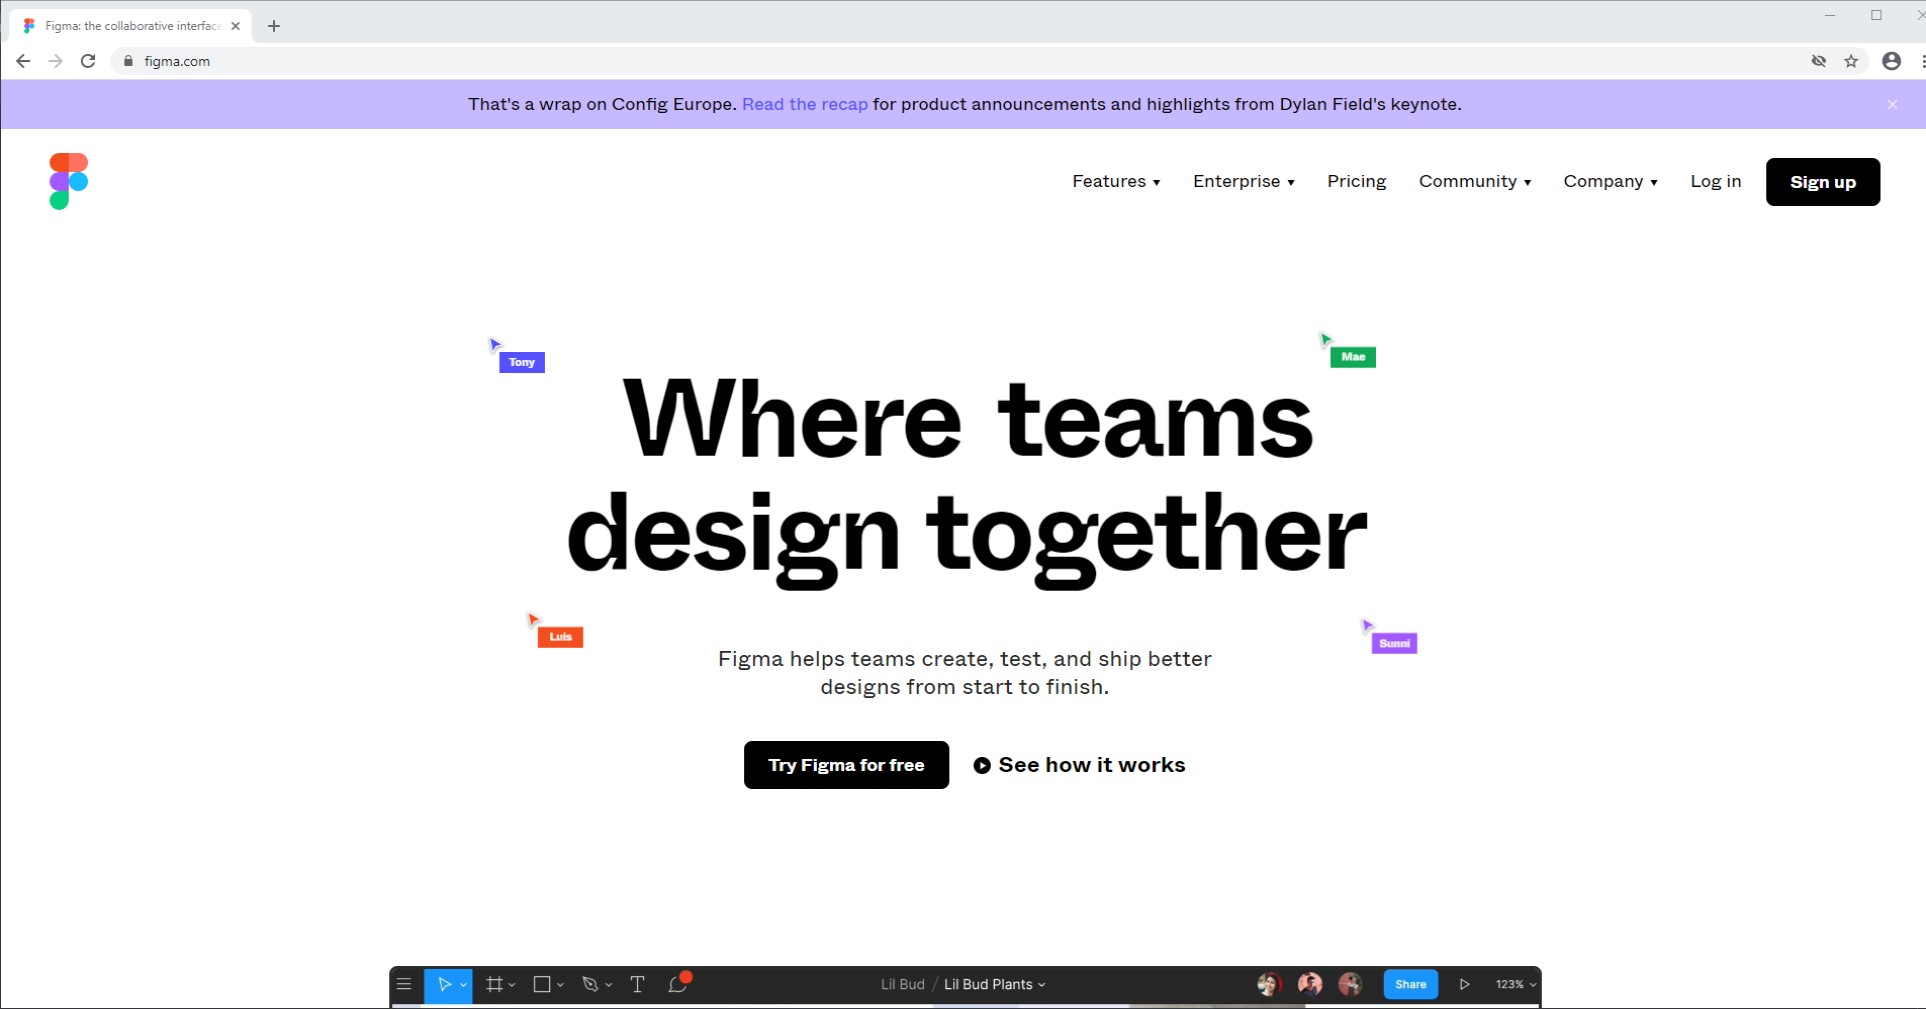 Figma: the collaborative interface
figma.com
That's a wrap on Config Europe. Read the recap for product announcements and highlights from Dylan Field's keynote.
Features Enterprise Pricing Community Company Log in Sign up
Tony
Mae
Where teams
design together
Luis
Sunni
Figma helps teams create, test, and ship better
designs from start to finish.
Try Figma for free See how it works
Lil Bud / Lil Bud Plants Share 123%